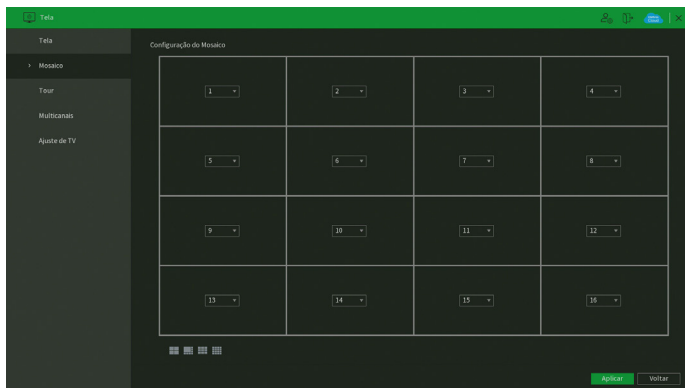 Tela
Tela
Configuração do Mosaico
Mosaico
Tour
Multicanais
Ajuste de TV
1 2 3 4
5 6 7 8
9 10 11 12
13 14 15 16
Aplicar Voltar